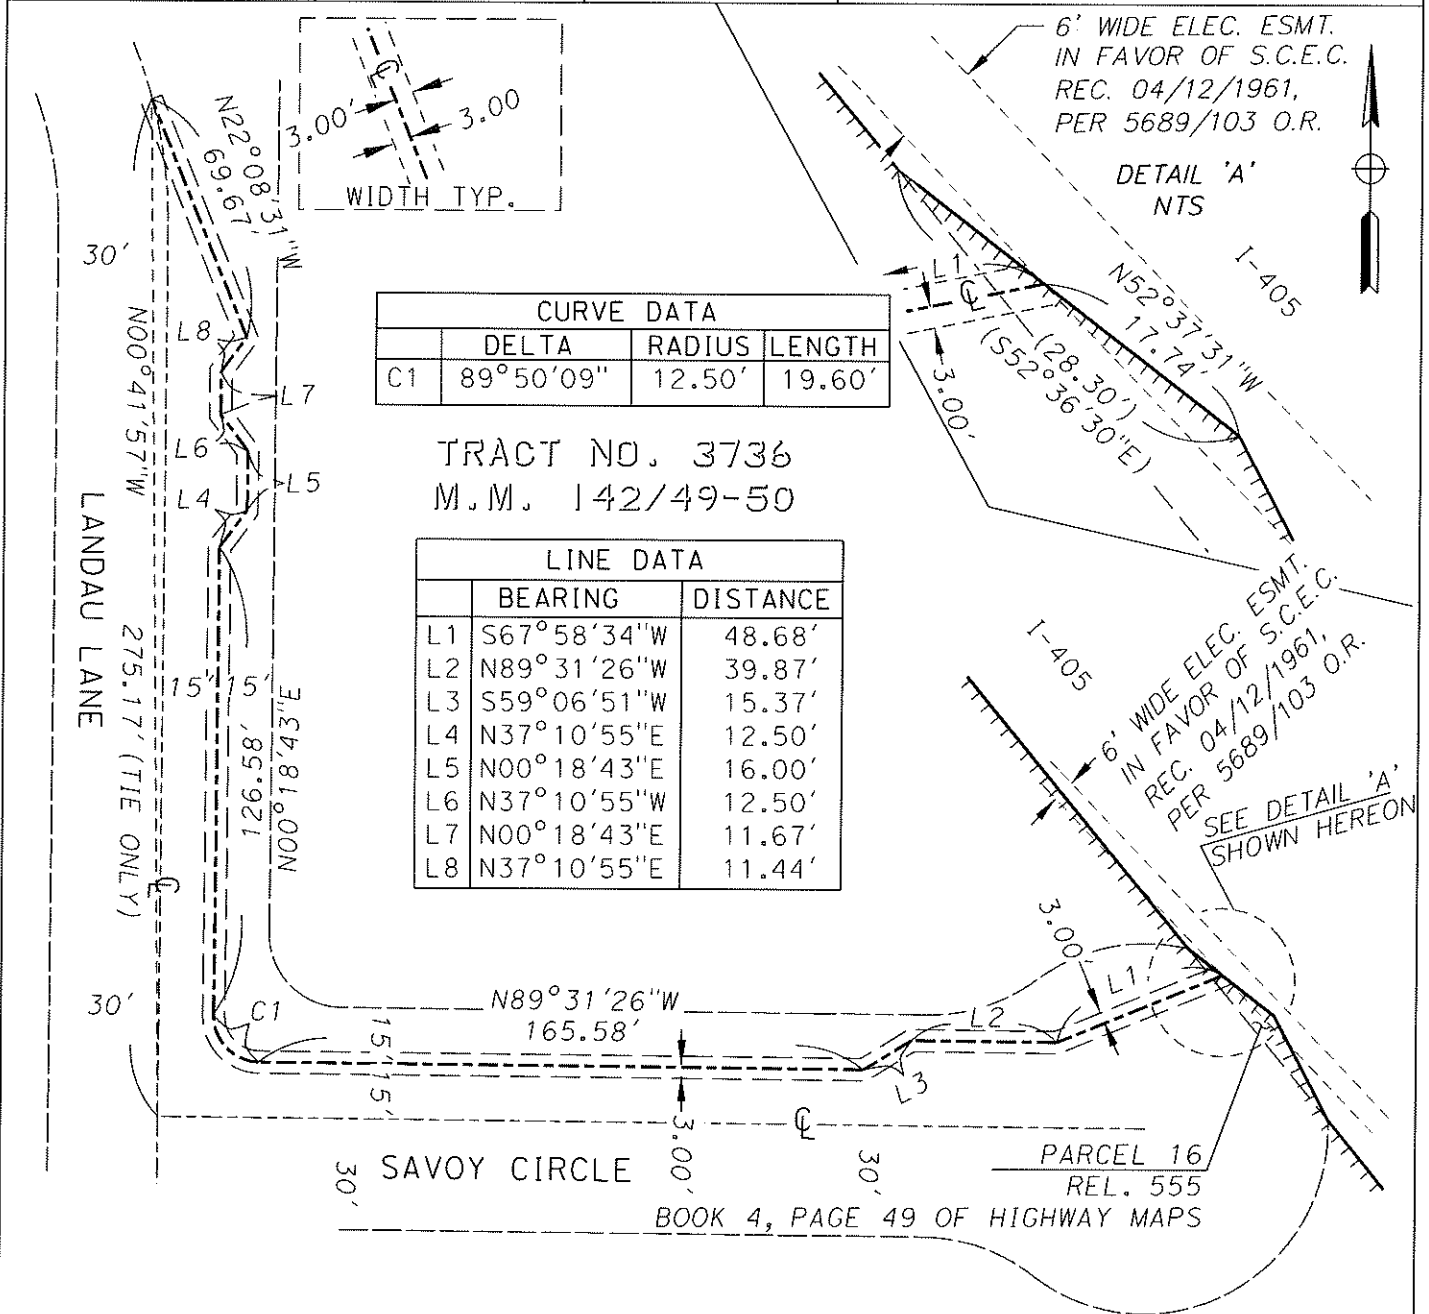 6' WIDE ELEC. ESMT.
IN FAVOR OF S.C.E.C.
REC. 04/12/1961,
PER 5689/103 O.R.
DETAIL 'A'
NTS
3.00'
3.00
WIDTH TYP.
N22°08'31"W
69.67'
30'
L8
L7
L6
L5
L4
N00°41'57"W
275.17' (TIE ONLY)
LANDAU LANE
CURVE DATA
DELTA RADIUS LENGTH
C1 89°50'09" 12.50' 19.60'
TRACT NO. 3736
M.M. 142/49-50
LINE DATA
BEARING DISTANCE
L1 S67°58'34"W 48.68'
L2 N89°31'26"W 39.87'
L3 S59°06'51"W 15.37'
L4 N37°10'55"E 12.50'
L5 N00°18'43"E 16.00'
L6 N37°10'55"W 12.50'
L7 N00°18'43"E 11.67'
L8 N37°10'55"E 11.44'
L1
3.00'
I-405
N52°37'31"W
17.74'
(28.30')
(S52°36'30"E)
I-405
6' WIDE ELEC. ESMT.
IN FAVOR OF S.C.E.C.
REC. 04/12/1961,
PER 5689/103 O.R.
SEE DETAIL 'A'
SHOWN HEREON
15' 15'
126.58'
N00°18'43"E
30'
C1
N89°31'26"W
165.58'
15' 15'
L2
L1
3.00'
L3
3.00'
30'
SAVOY CIRCLE
30'
PARCEL 16
REL. 555
BOOK 4, PAGE 49 OF HIGHWAY MAPS